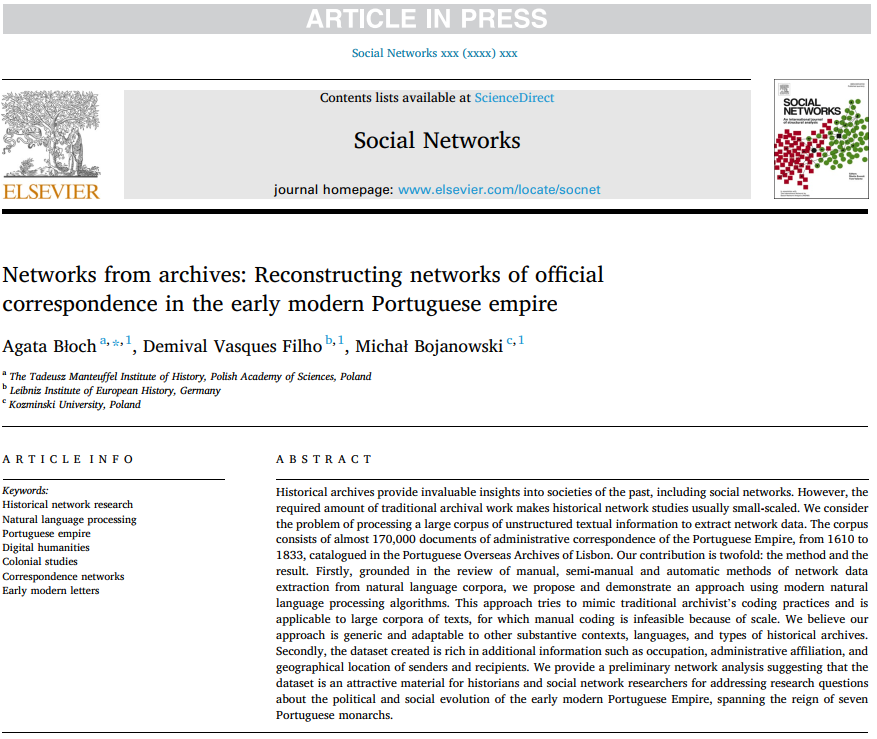 ARTICLE IN PRESS
Social Networks xxx (xxxx) xxx
Contents lists available at ScienceDirect
Social Networks
journal homepage: www.elsevier.com/locate/socnet
ELSEVIER
SOCIAL
NETWORKS
Networks from archives: Reconstructing networks of official
correspondence in the early modern Portuguese empire
Agata Błoch a,*,1, Demival Vasques Filho b,1, Michał Bojanowski c,1
a The Tadeusz Manteuffel Institute of History, Polish Academy of Sciences, Poland
b Leibniz Institute of European History, Germany
c Kozminski University, Poland
ARTICLE INFO
Keywords:
Historical network research
Natural language processing
Portuguese empire
Digital humanities
Colonial studies
Correspondence networks
Early modern letters
ABSTRACT
Historical archives provide invaluable insights into societies of the past, including social networks. However, the
required amount of traditional archival work makes historical network studies usually small-scaled. We consider
the problem of processing a large corpus of unstructured textual information to extract network data. The corpus
consists of almost 170,000 documents of administrative correspondence of the Portuguese Empire, from 1610 to
1833, catalogued in the Portuguese Overseas Archives of Lisbon. Our contribution is twofold: the method and the
result. Firstly, grounded in the review of manual, semi-manual and automatic methods of network data
extraction from natural language corpora, we propose and demonstrate an approach using modern natural
language processing algorithms. This approach tries to mimic traditional archivist's coding practices and is
applicable to large corpora of texts, for which manual coding is infeasible because of scale. We believe our
approach is generic and adaptable to other substantive contexts, languages, and types of historical archives.
Secondly, the dataset created is rich in additional information such as occupation, administrative affiliation, and
geographical location of senders and recipients. We provide a preliminary network analysis suggesting that the
dataset is an attractive material for historians and social network researchers for addressing research questions
about the political and social evolution of the early modern Portuguese Empire, spanning the reign of seven
Portuguese monarchs.